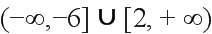 (−∞,−6] ∪ [2, + ∞)